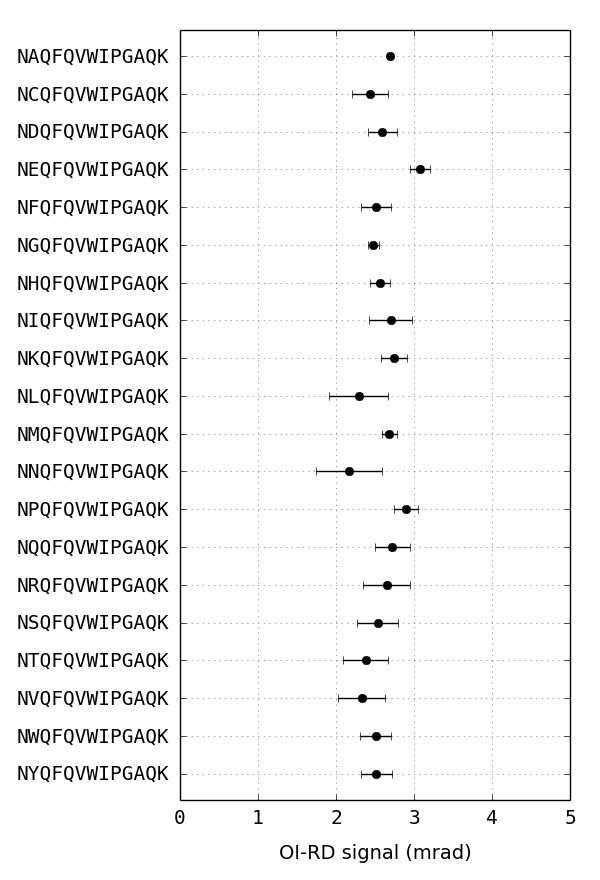 NAQFQVWIPGAQK
NCQFQVWIPGAQK
NDQFQVWIPGAQK
NEQFQVWIPGAQK
NFQFQVWIPGAQK
NGQFQVWIPGAQK
NHQFQVWIPGAQK
NIQFQVWIPGAQK
NKQFQVWIPGAQK
NLQFQVWIPGAQK
NMQFQVWIPGAQK
NNQFQVWIPGAQK
NPQFQVWIPGAQK
NQQFQVWIPGAQK
NRQFQVWIPGAQK
NSQFQVWIPGAQK
NTQFQVWIPGAQK
NVQFQVWIPGAQK
NWQFQVWIPGAQK
NYQFQVWIPGAQK
0 1 2 3 4 5
OI-RD signal (mrad)